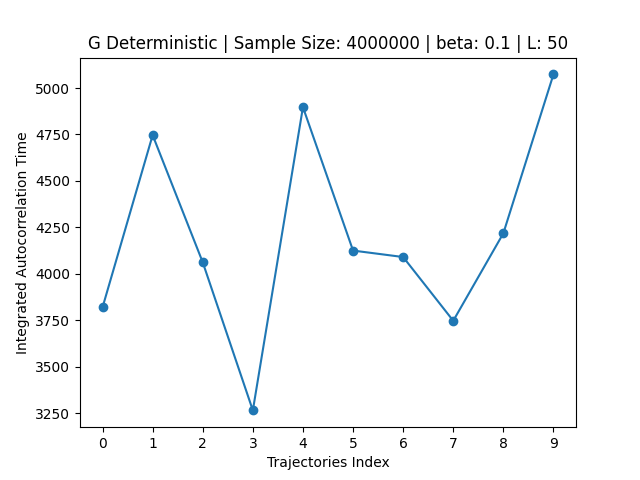 G Deterministic | Sample Size: 4000000 | beta: 0.1 | L: 50
Integrated Autocorrelation Time
5000
4750
4500
4250
4000
3750
3500
3250
0 1 2 3 4 5 6 7 8 9
Trajectories Index